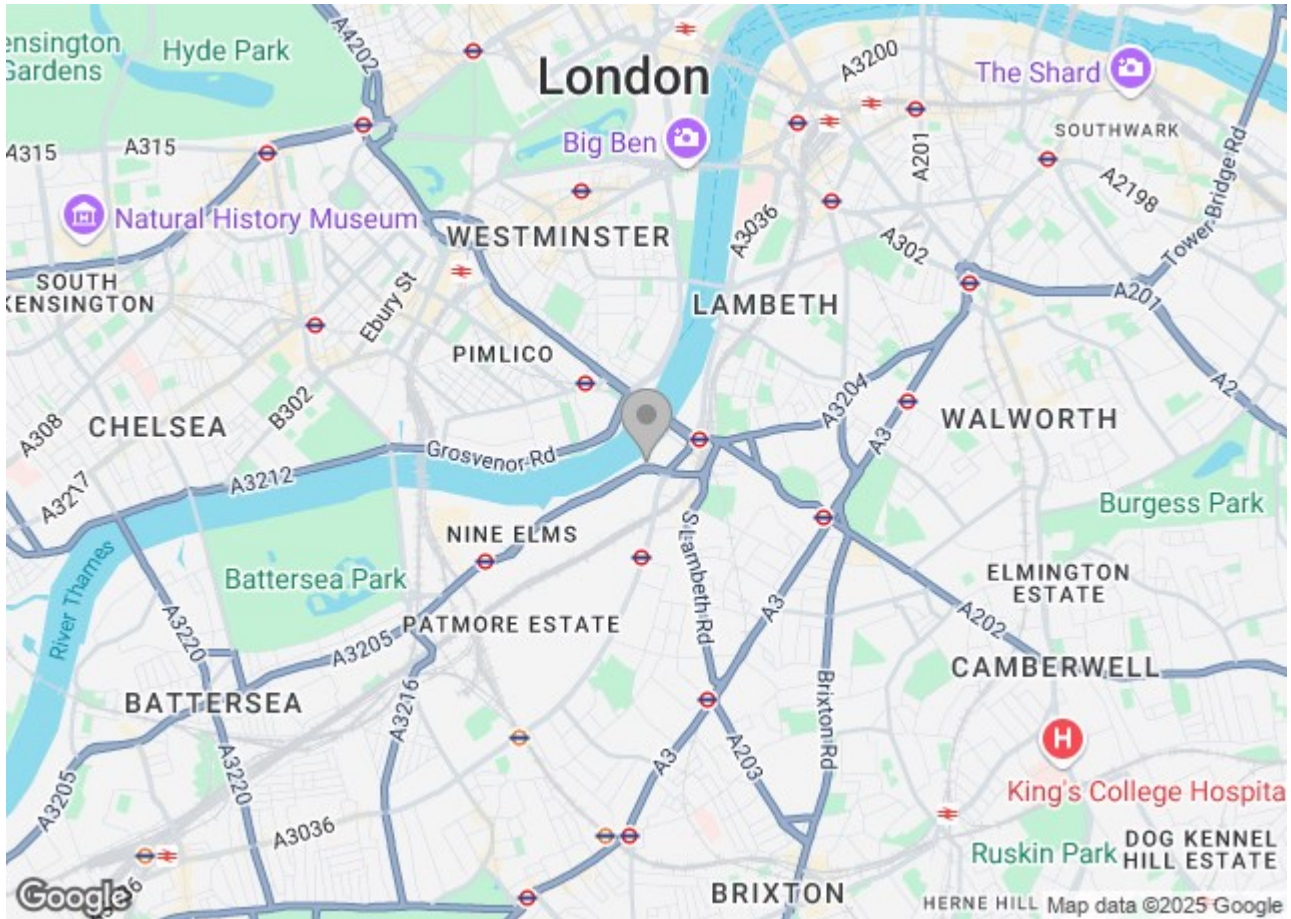 ensington
Gardens
Hyde Park
A4202
London
A3200
The Shard
A315
A315
Big Ben
A201
SOUTHWARK
A2198
Tower Bridge Rd
Natural History Museum
WESTMINSTER
A3036
A302
SOUTH
KENSINGTON
Ebury St
LAMBETH
A201
PIMLICO
A2
A308
B302
CHELSEA
A3204
A3
WALWORTH
Grosvenor Rd
A3212
A3217
Burgess Park
NINE ELMS
S Lambeth Rd
River Thames
Battersea Park
ELMINGTON
ESTATE
A3220
PATMORE ESTATE
A3
A202
A3205
CAMBERWELL
BATTERSEA
A3216
Brixton Rd
H
A3220
A3
A203
King's College Hospita
A3205
A3036
Ruskin Park
DOG KENNEL
HILL ESTATE
Google
BRIXTON
HERNE HILL
Map data ©2025 Google